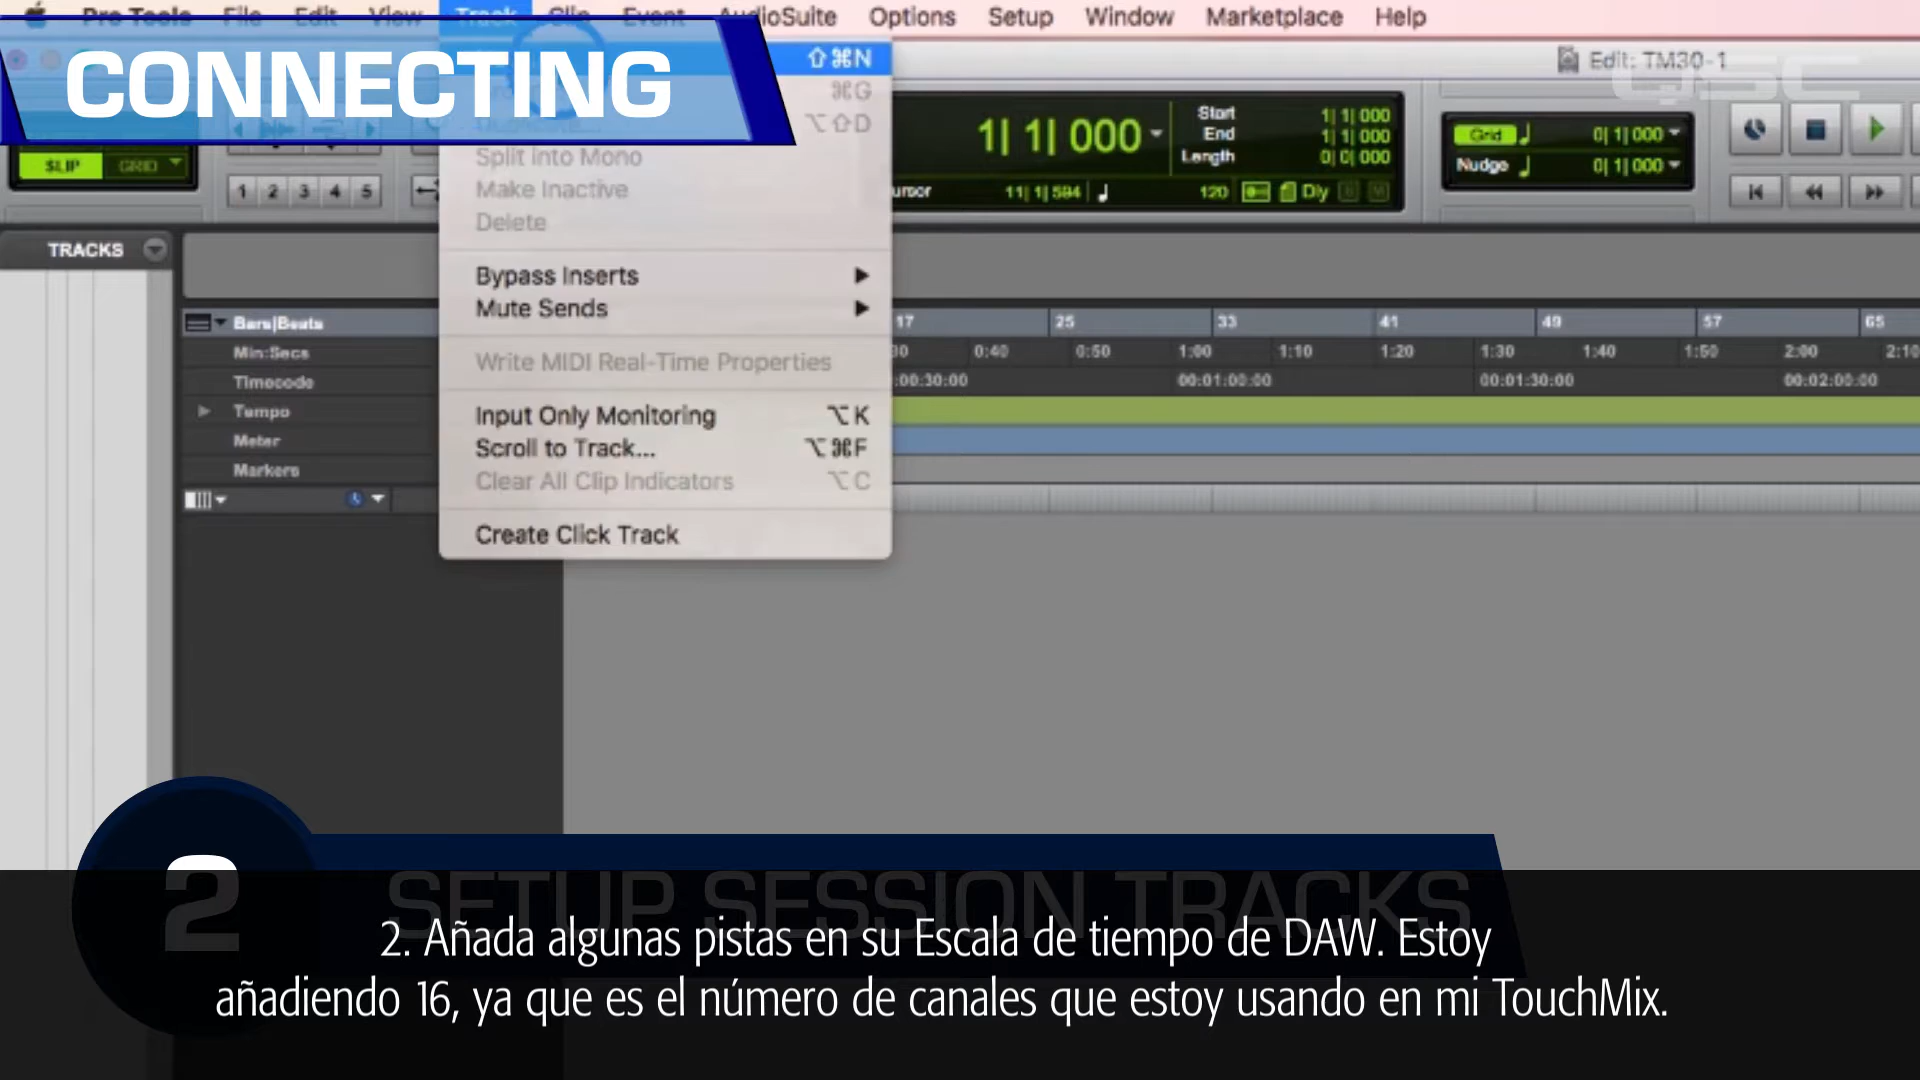 Pro Tools File Edit View Track Clip Event AudioSuite Options Setup Window Marketplace Help
CONNECTING
⇧⌘N
⌘G
⌥⇧D
Split into Mono
Make Inactive
Delete
Bypass Inserts
Mute Sends
Write MIDI Real-Time Properties
Input Only Monitoring ⌥K
Scroll to Track... ⌥⌘F
Clear All Clip Indicators ⌥C
Create Click Track
Edit: TM30-1
QSC
SLIP GRID
1 2 3 4 5
1| 1| 000
Start 1| 1| 000
End 1| 1| 000
Length 0| 0| 000
ursor 11| 1| 594 120 Dly
Grid 0| 1| 000
Nudge 0| 1| 000
TRACKS
Bars|Beats 17 25 33 41 49 57 65
Min:Secs 30 0:40 0:50 1:00 1:10 1:20 1:30 1:40 1:50 2:00 2:10
Timecode :00:30:00 00:01:00:00 00:01:30:00 00:02:00:00
Tempo
Meter
Markers
2 SETUP SESSION TRACKS
2. Añada algunas pistas en su Escala de tiempo de DAW. Estoy
añadiendo 16, ya que es el número de canales que estoy usando en mi TouchMix.